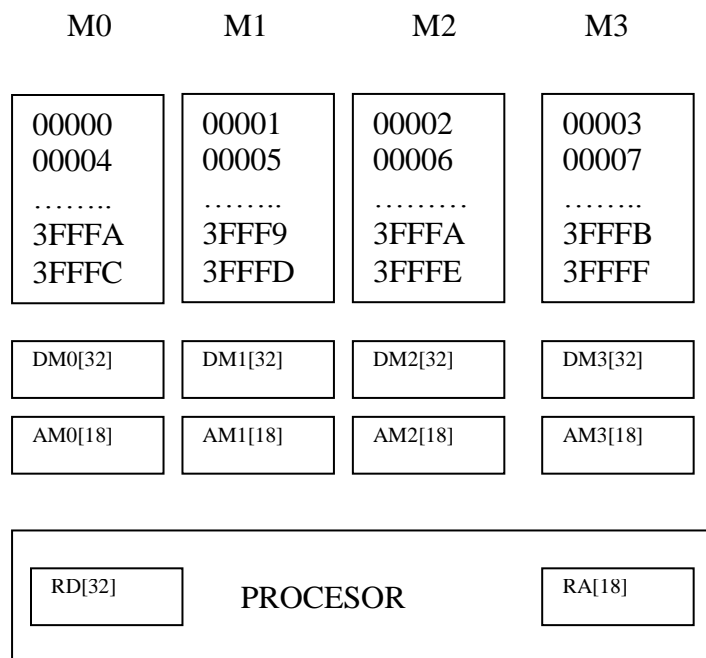 M0 M1 M2 M3
00000 00001 00002 00003
00004 00005 00006 00007
…….. …….. ……… ……..
3FFFA 3FFF9 3FFFA 3FFFB
3FFFC 3FFFD 3FFFE 3FFFF
DM0[32] DM1[32] DM2[32] DM3[32]
AM0[18] AM1[18] AM2[18] AM3[18]
RD[32] PROCESOR RA[18]